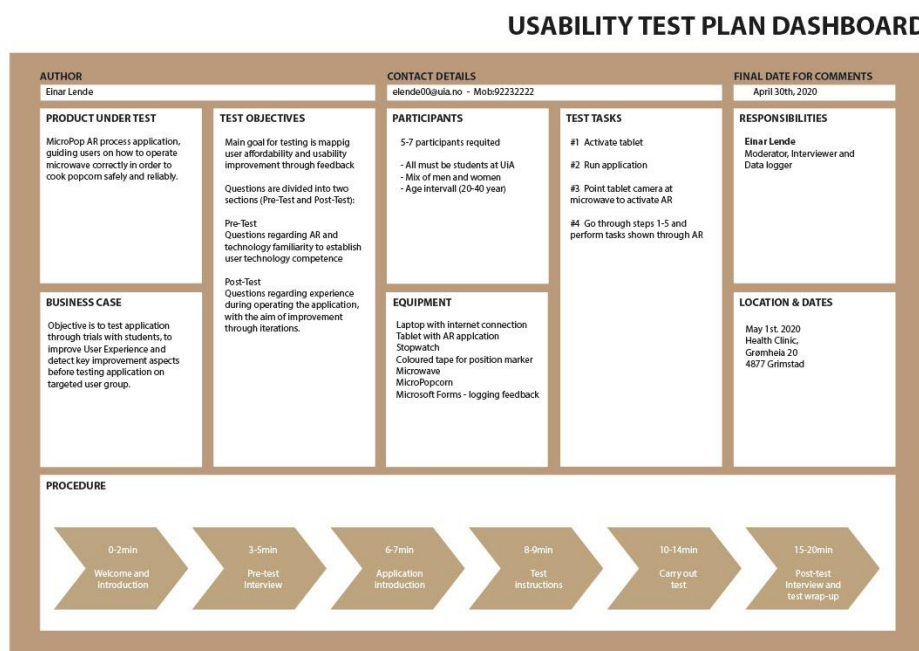 USABILITY TEST PLAN DASHBOARD
AUTHOR
Einar Lende
CONTACT DETAILS
elende00@uia.no - Mob:92232222
FINAL DATE FOR COMMENTS
April 30th, 2020
PRODUCT UNDER TEST
MicroPop AR process application,
guiding users on how to operate
microwave correctly in order to
cook popcorn safely and reliably.
BUSINESS CASE
Objective is to test application
through trials with students, to
improve User Experience and
detect key improvement aspects
before testing application on
targeted user group.
TEST OBJECTIVES
Main goal for testing is mappig
user affordability and usability
improvement through feedback
Questions are divided into two
sections (Pre-Test and Post-Test):
Pre-Test
Questions regarding AR and
technology familiarity to establish
user technology competence
Post-Test
Questions regarding experience
during operating the application,
with the aim of improvement
through iterations.
PARTICIPANTS
5-7 participants requited
- All must be students at UiA
- Mix of men and women
- Age intervall (20-40 year)
EQUIPMENT
Laptop with internet connection
Tablet with AR applcation
Stopwatch
Coloured tape for position marker
Microwave
MicroPopcorn
Microsoft Forms - logging feedback
TEST TASKS
#1 Activate tablet
#2 Run application
#3 Point tablet camera at
microwave to activate AR
#4 Go through steps 1-5 and
perform tasks shown through AR
RESPONSIBILITIES
Einar Lende
Moderator, Interviewer and
Data logger
LOCATION & DATES
May 1st. 2020
Health Clinic,
Grømheia 20
4877 Grimstad
PROCEDURE
0-2min
Welcome and
introduction
3-5min
Pre-test
Interview
6-7min
Application
introduction
8-9min
Test
instructions
10-14min
Carry out
test
15-20min
Post-test
Interview and
test wrap-up